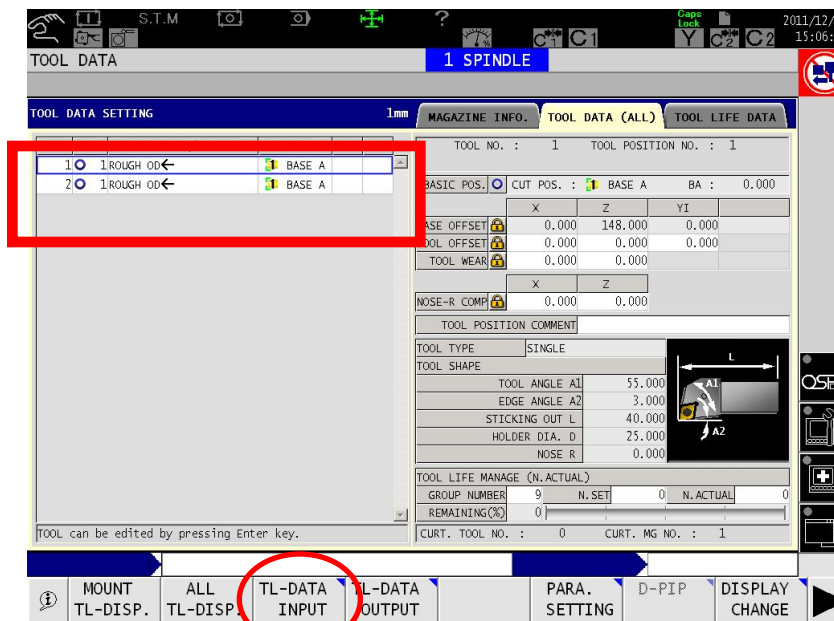 S.T.M
?
Caps
Lock
2011/12/
C1
Y
C2
15:06:
TOOL DATA
1 SPINDLE
TOOL DATA SETTING
1mm
MAGAZINE INFO.
TOOL DATA (ALL)
TOOL LIFE DATA
TOOL NO. : 1 TOOL POSITION NO. : 1
1 1 ROUGH OD← BASE A
2 1 ROUGH OD← BASE A
BASIC POS. CUT POS. : BASE A BA : 0.000
X Z YI
ASE OFFSET 0.000 148.000 0.000
OOL OFFSET 0.000 0.000 0.000
TOOL WEAR 0.000 0.000
X Z
NOSE-R COMP 0.000 0.000
TOOL POSITION COMMENT
TOOL TYPE SINGLE
TOOL SHAPE
TOOL ANGLE A1 55.000
EDGE ANGLE A2 3.000
STICKING OUT L 40.000
HOLDER DIA. D 25.000
NOSE R 0.000
L
A1
A2
OSP
TOOL LIFE MANAGE (N.ACTUAL)
GROUP NUMBER 9 N.SET 0 N.ACTUAL 0
REMAINING(%) 0
CURT. TOOL NO. : 0 CURT. MG NO. : 1
TOOL can be edited by pressing Enter key.
MOUNT
TL-DISP.
ALL
TL-DISP.
TL-DATA
INPUT
TL-DATA
OUTPUT
PARA.
SETTING
D-PIP
DISPLAY
CHANGE